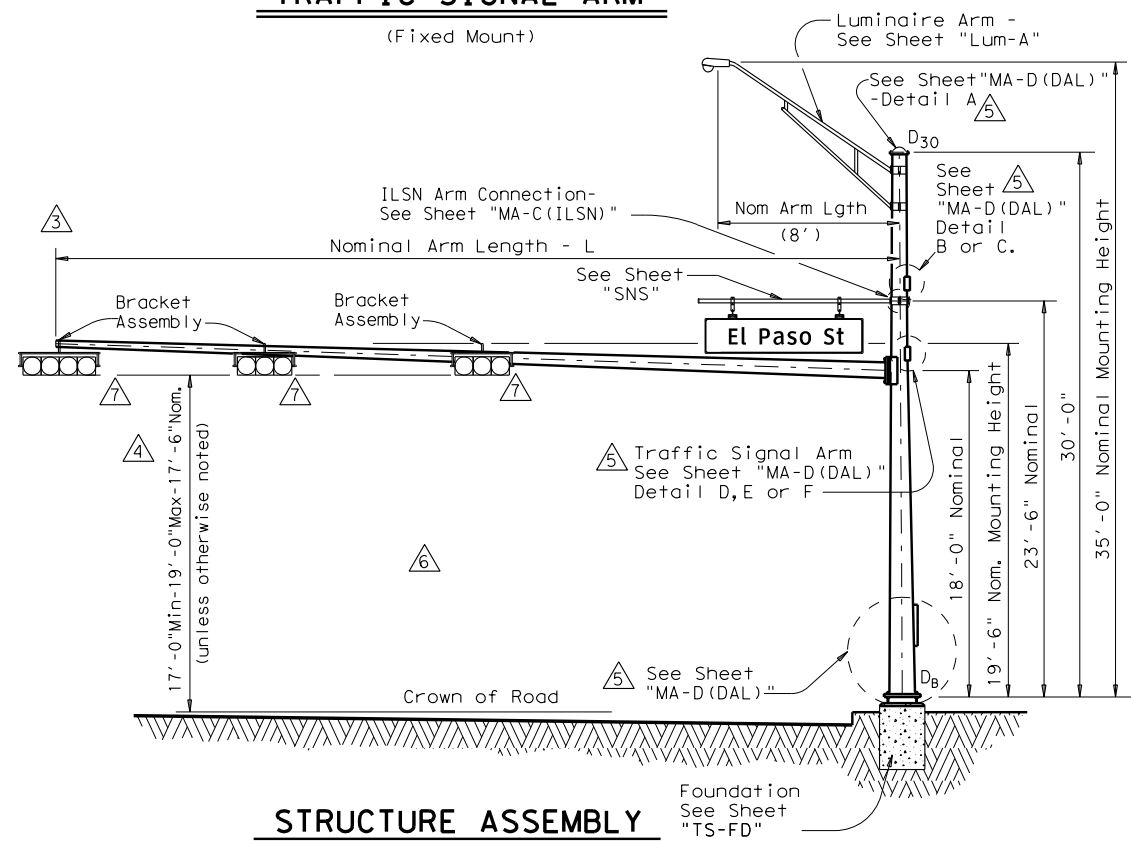 TRAFFIC SIGNAL ARM
(Fixed Mount)
Luminaire Arm -
See Sheet "Lum-A"
See Sheet"MA-D(DAL)"
-Detail A
5
D30
See
Sheet
5
"MA-D(DAL)"
Detail
B or C.
ILSN Arm Connection-
See Sheet "MA-C(ILSN)"
Nom Arm Lgth
(8')
3
Nominal Arm Length - L
See Sheet
"SNS"
Bracket
Assembly
Bracket
Assembly
El Paso St
7
7
7
4
17'-0"Min-19'-0"Max-17'-6"Nom.
(unless otherwise noted)
5
Traffic Signal Arm
See Sheet "MA-D(DAL)"
Detail D,E or F
6
18'-0" Nominal
19'-6" Nom. Mounting Height
23'-6" Nominal
30'-0"
35'-0" Nominal Mounting Height
5
See Sheet
"MA-D(DAL)"
DB
Crown of Road
Foundation
See Sheet
"TS-FD"
STRUCTURE ASSEMBLY